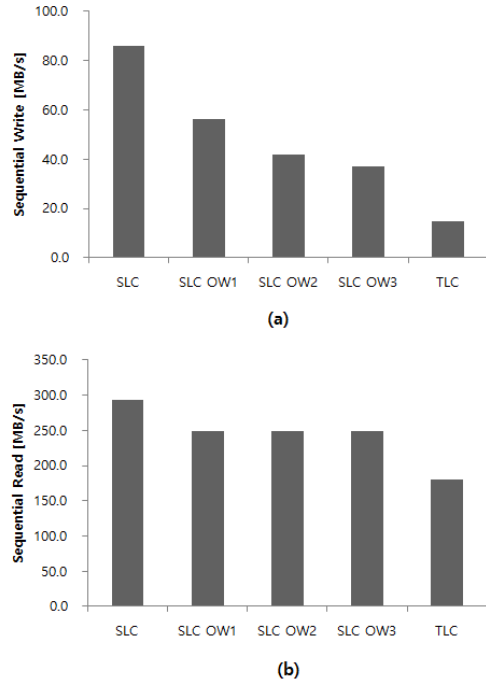 100.0
80.0
60.0
40.0
20.0
0.0
Sequential Write [MB/s]
SLC SLC OW1 SLC OW2 SLC OW3 TLC
(a)
350.0
300.0
250.0
200.0
150.0
100.0
50.0
0.0
Sequential Read [MB/s]
SLC SLC OW1 SLC OW2 SLC OW3 TLC
(b)